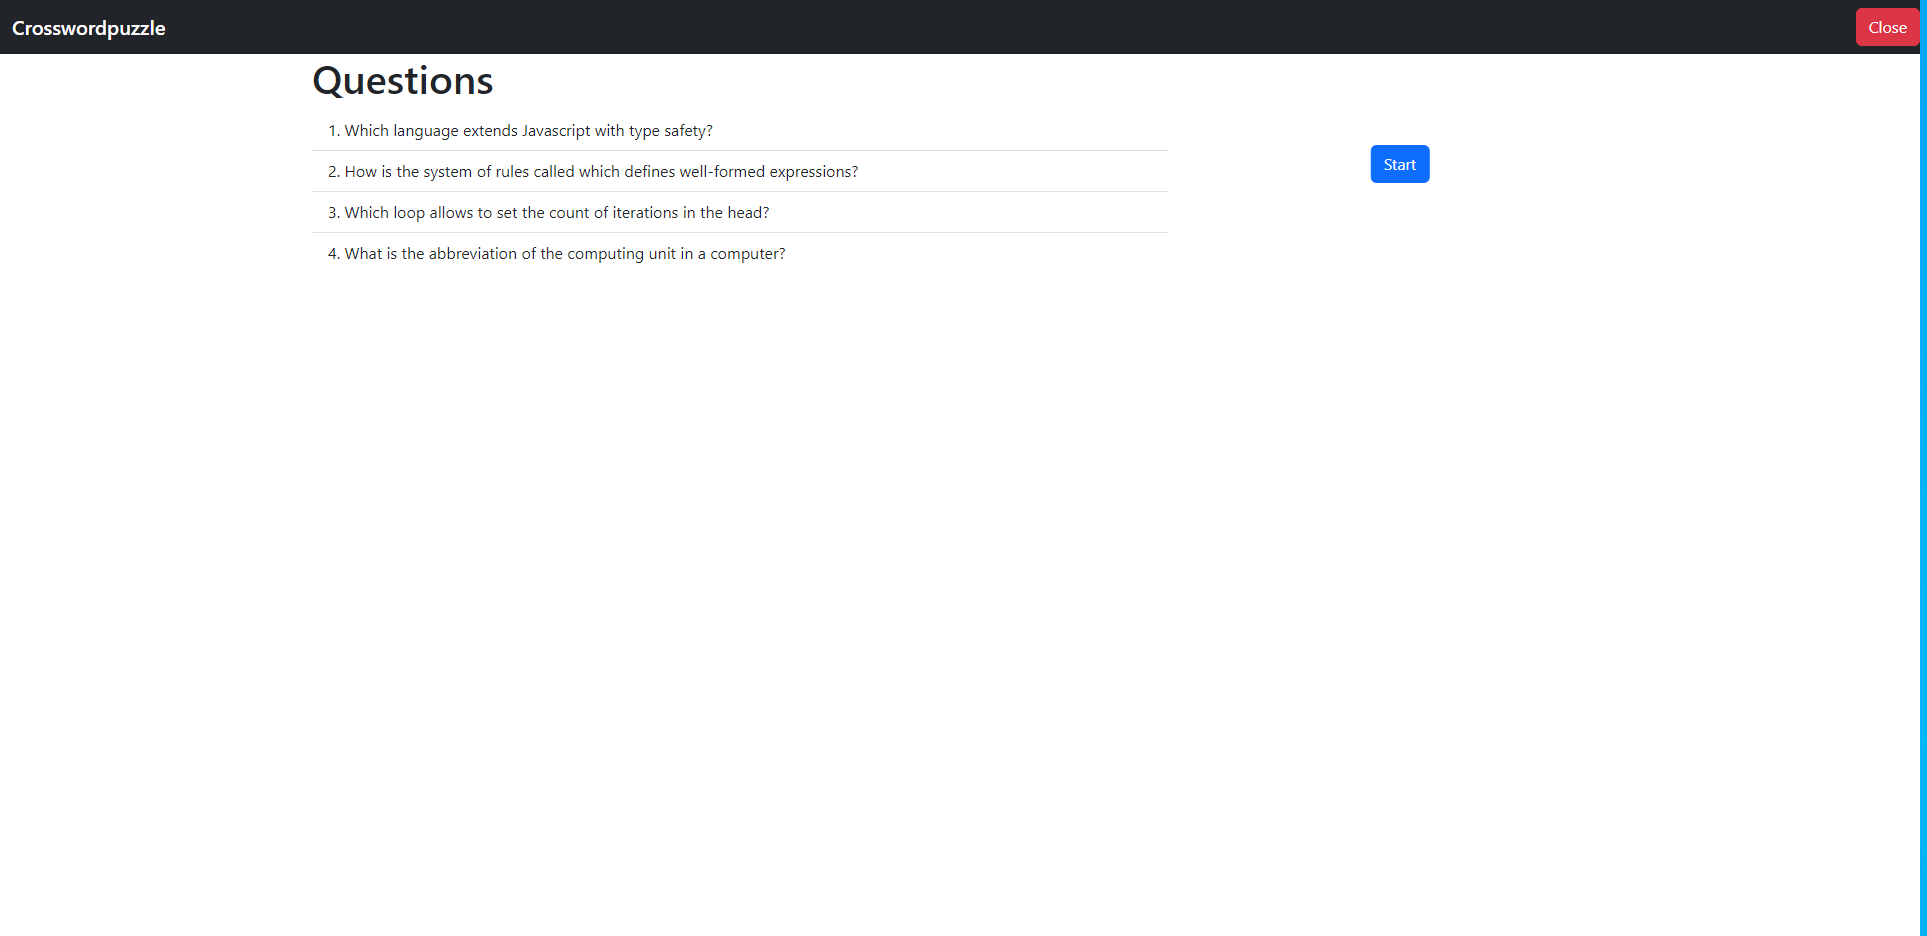 Crosswordpuzzle
Close
Questions
1. Which language extends Javascript with type safety?
2. How is the system of rules called which defines well-formed expressions?
3. Which loop allows to set the count of iterations in the head?
4. What is the abbreviation of the computing unit in a computer?
Start